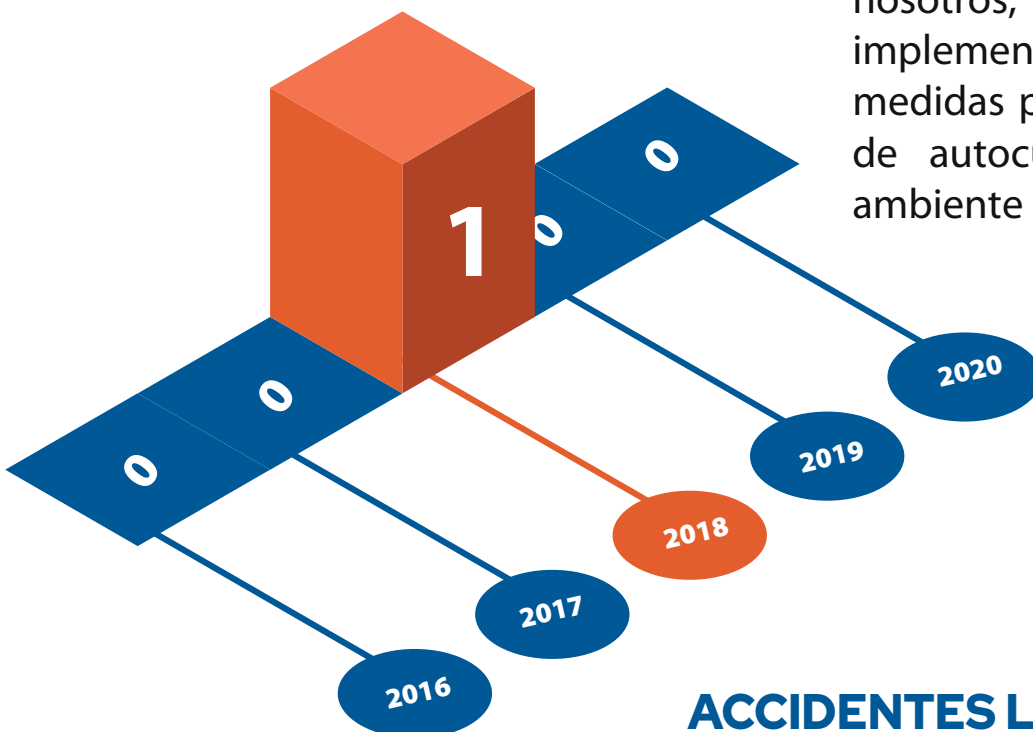 nosotros,
implemen
medidas p
de autocu
ambiente
0
0
1
0
0
2020
2019
2018
2017
2016
ACCIDENTES L